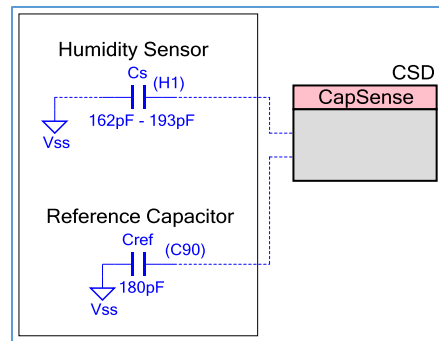 Humidity Sensor
Cs
(H1)
Vss
162pF - 193pF
CSD
CapSense
Reference Capacitor
Cref
(C90)
180pF
Vss